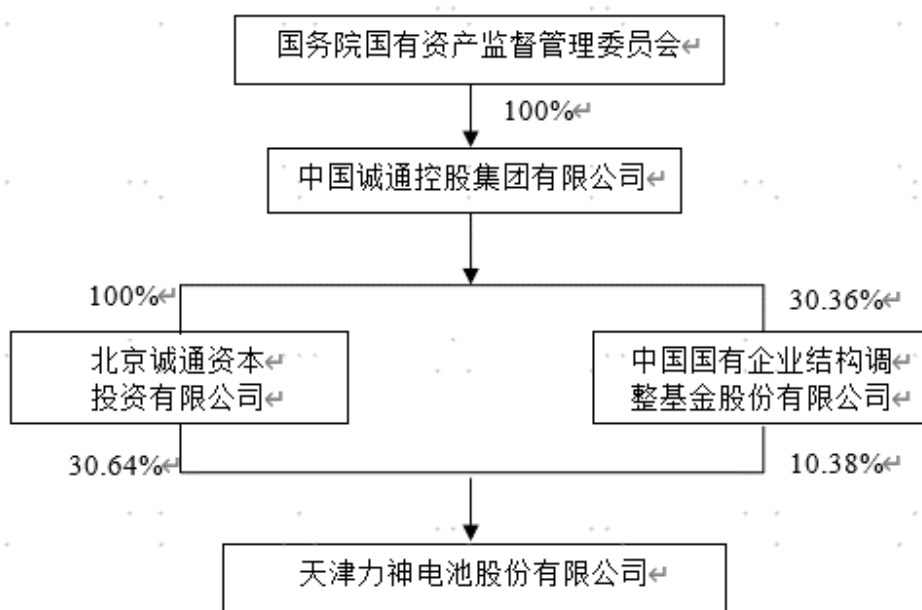 国务院国有资产监督管理委员会
100%
中国诚通控股集团有限公司
100%
30.36%
北京诚通资本
投资有限公司
中国国有企业结构调
整基金股份有限公司
30.64%
10.38%
天津力神电池股份有限公司